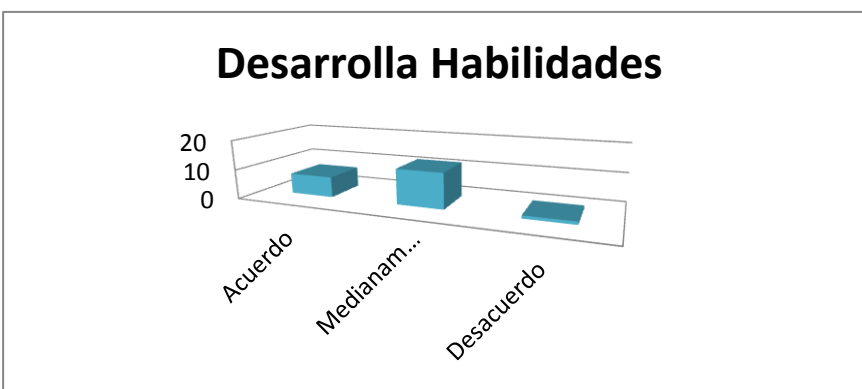 Desarrolla Habilidades
20
10
0
Acuerdo
Medianam...
Desacuerdo